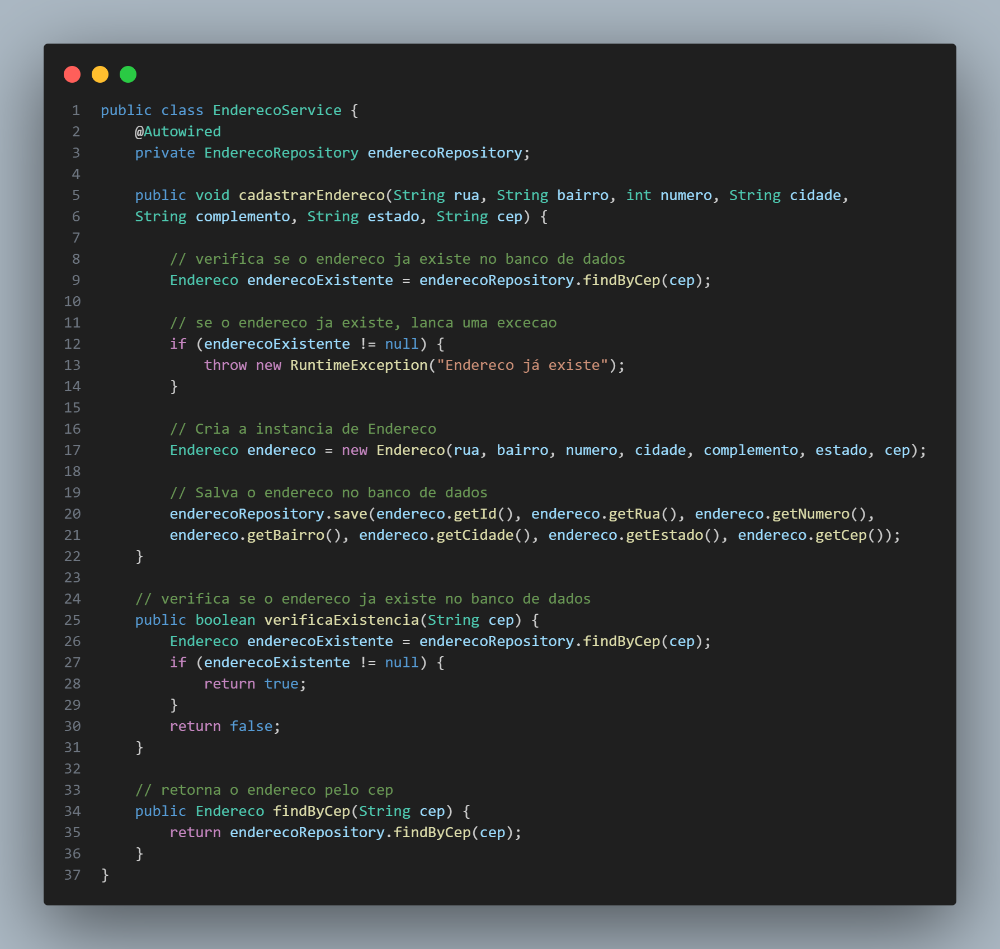 1 public class EnderecoService {
2     @Autowired
3     private EnderecoRepository enderecoRepository;
4
5     public void cadastrarEndereco(String rua, String bairro, int numero, String cidade,
6     String complemento, String estado, String cep) {
7
8         // verifica se o endereco ja existe no banco de dados
9         Endereco enderecoExistente = enderecoRepository.findByCep(cep);
10
11         // se o endereco ja existe, lanca uma excecao
12         if (enderecoExistente != null) {
13             throw new RuntimeException("Endereco já existe");
14         }
15
16         // Cria a instancia de Endereco
17         Endereco endereco = new Endereco(rua, bairro, numero, cidade, complemento, estado, cep);
18
19         // Salva o endereco no banco de dados
20         enderecoRepository.save(endereco.getId(), endereco.getRua(), endereco.getNumero(),
21         endereco.getBairro(), endereco.getCidade(), endereco.getEstado(), endereco.getCep());
22     }
23
24     // verifica se o endereco ja existe no banco de dados
25     public boolean verificaExistencia(String cep) {
26         Endereco enderecoExistente = enderecoRepository.findByCep(cep);
27         if (enderecoExistente != null) {
28             return true;
29         }
30         return false;
31     }
32
33     // retorna o endereco pelo cep
34     public Endereco findByCep(String cep) {
35         return enderecoRepository.findByCep(cep);
36     }
37 }